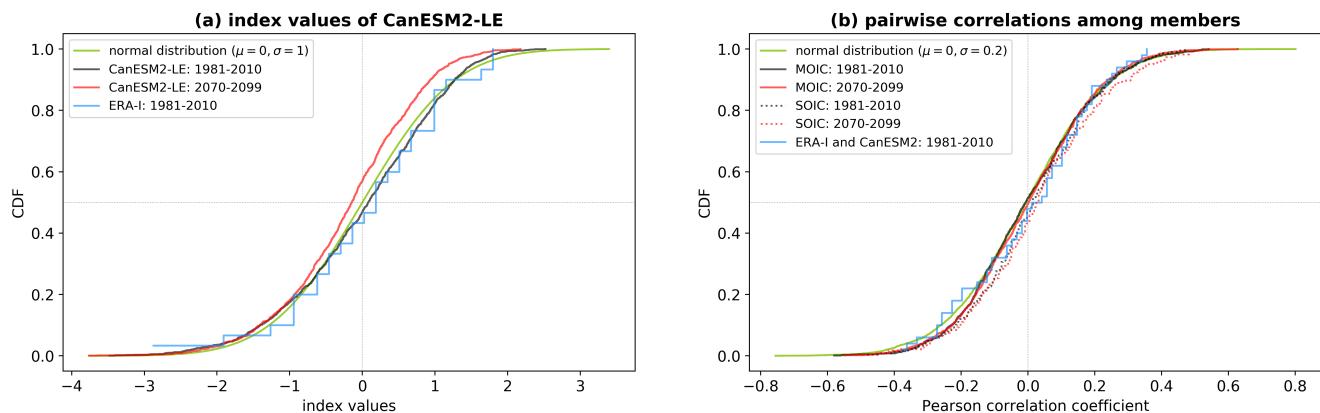 (a) index values of CanESM2-LE
1.0
0.8
0.6
0.4
0.2
0.0
CDF
normal distribution (μ=0, σ=1)
CanESM2-LE: 1981-2010
CanESM2-LE: 2070-2099
ERA-I: 1981-2010
−4 −3 −2 −1 0 1 2 3
index values
(b) pairwise correlations among members
1.0
0.8
0.6
0.4
0.2
0.0
CDF
normal distribution (μ=0, σ=0.2)
MOIC: 1981-2010
MOIC: 2070-2099
SOIC: 1981-2010
SOIC: 2070-2099
ERA-I and CanESM2: 1981-2010
−0.8 −0.6 −0.4 −0.2 0.0 0.2 0.4 0.6 0.8
Pearson correlation coefficient